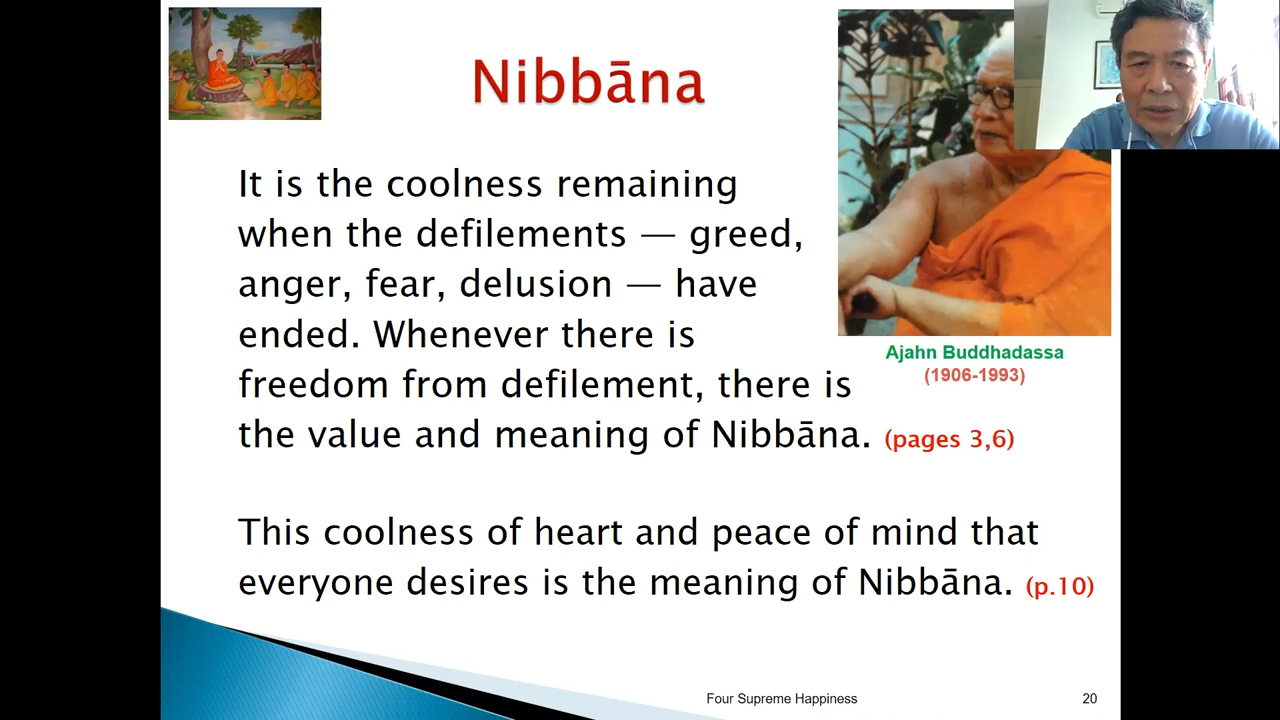 Nibbāna
It is the coolness remaining
when the defilements — greed,
anger, fear, delusion — have
ended. Whenever there is
freedom from defilement, there is
the value and meaning of Nibbāna. (pages 3,6)
Ajahn Buddhadassa
(1906-1993)
This coolness of heart and peace of mind that
everyone desires is the meaning of Nibbāna. (p.10)
Four Supreme Happiness
20